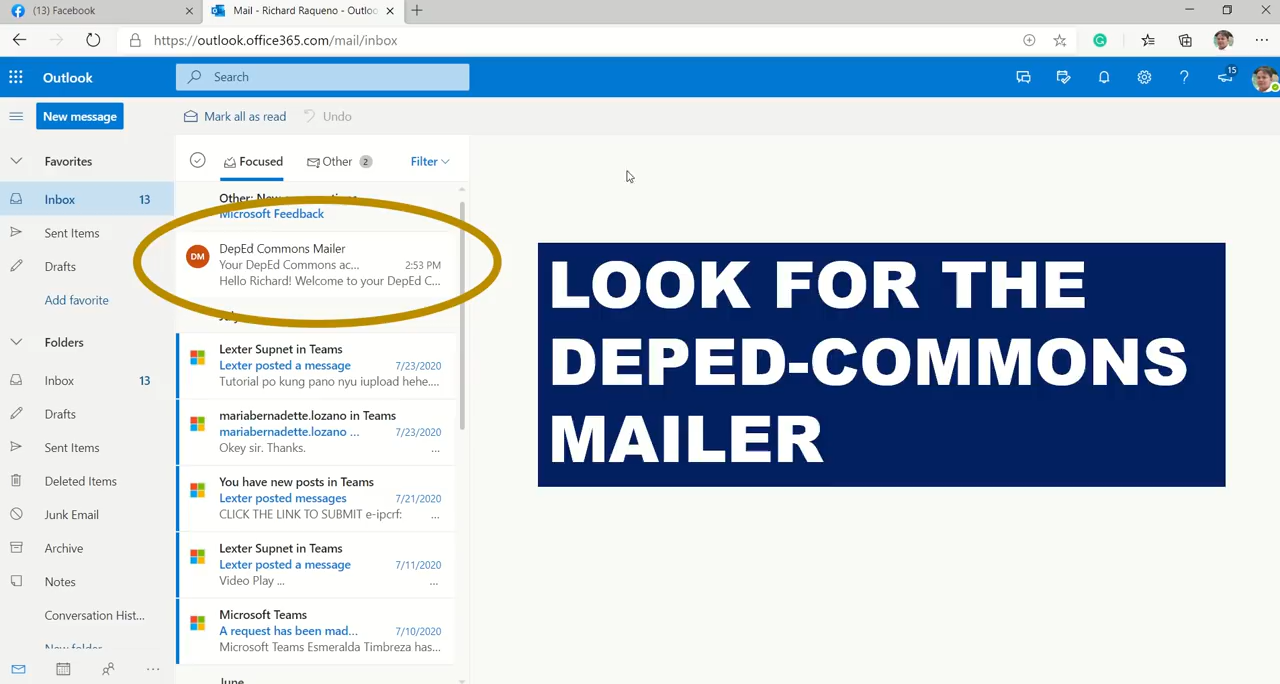 (13) Facebook
Mail - Richard Raqueno - Outlo
https://outlook.office365.com/mail/inbox
Outlook
Search
15
New message
Mark all as read
Undo
Favorites
Inbox 13
Sent Items
Drafts
Add favorite
Folders
Inbox 13
Drafts
Sent Items
Deleted Items
Junk Email
Archive
Notes
Conversation Hist...
New folder
Focused
Other 2
Filter
Other: New
Microsoft Feedback
DM
DepEd Commons Mailer
Your DepEd Commons ac... 2:53 PM
Hello Richard! Welcome to your DepEd C...
Lexter Supnet in Teams
Lexter posted a message 7/23/2020
Tutorial po kung pano nyu iupload hehe....
mariabernadette.lozano in Teams
mariabernadette.lozano ... 7/23/2020
Okey sir. Thanks. ...
You have new posts in Teams
Lexter posted messages 7/21/2020
CLICK THE LINK TO SUBMIT e-ipcrf: ...
Lexter Supnet in Teams
Lexter posted a message 7/11/2020
Video Play ... ...
Microsoft Teams
A request has been mad... 7/10/2020
Microsoft Teams Esmeralda Timbreza has...
June
LOOK FOR THE
DEPED-COMMONS
MAILER